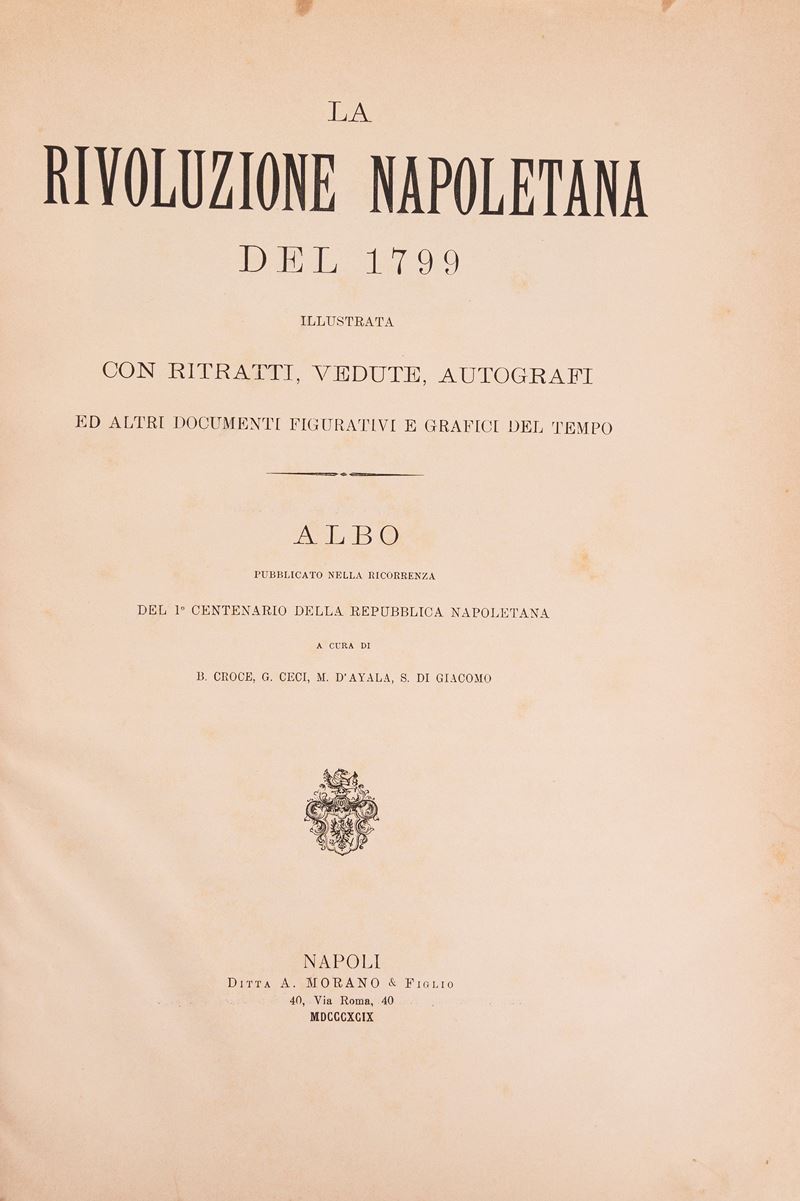 LA
RIVOLUZIONE NAPOLETANA
DEL 1799
ILLUSTRATA
CON RITRATTI, VEDUTE, AUTOGRAFI
ED ALTRI DOCUMENTI FIGURATIVI E GRAFICI DEL TEMPO
ALBO
PUBBLICATO NELLA RICORRENZA
DEL 1º CENTENARIO DELLA REPUBBLICA NAPOLETANA
A CURA DI
B. CROCE, G. CECI, M. D'AYALA, S. DI GIACOMO
NAPOLI
DITTA A. MORANO & FIGLIO
40, Via Roma, 40
MDCCCXCIX